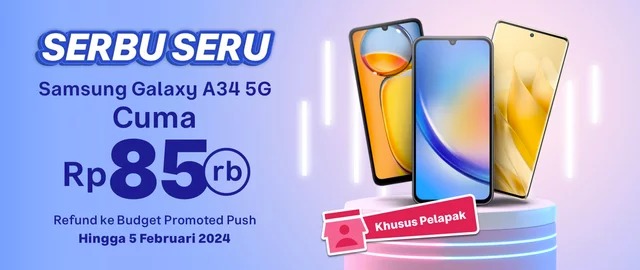 SERBU SERU
Samsung Galaxy A34 5G
Cuma
Rp85rb
Refund ke Budget Promoted Push
Hingga 5 Februari 2024
Khusus Pelapak